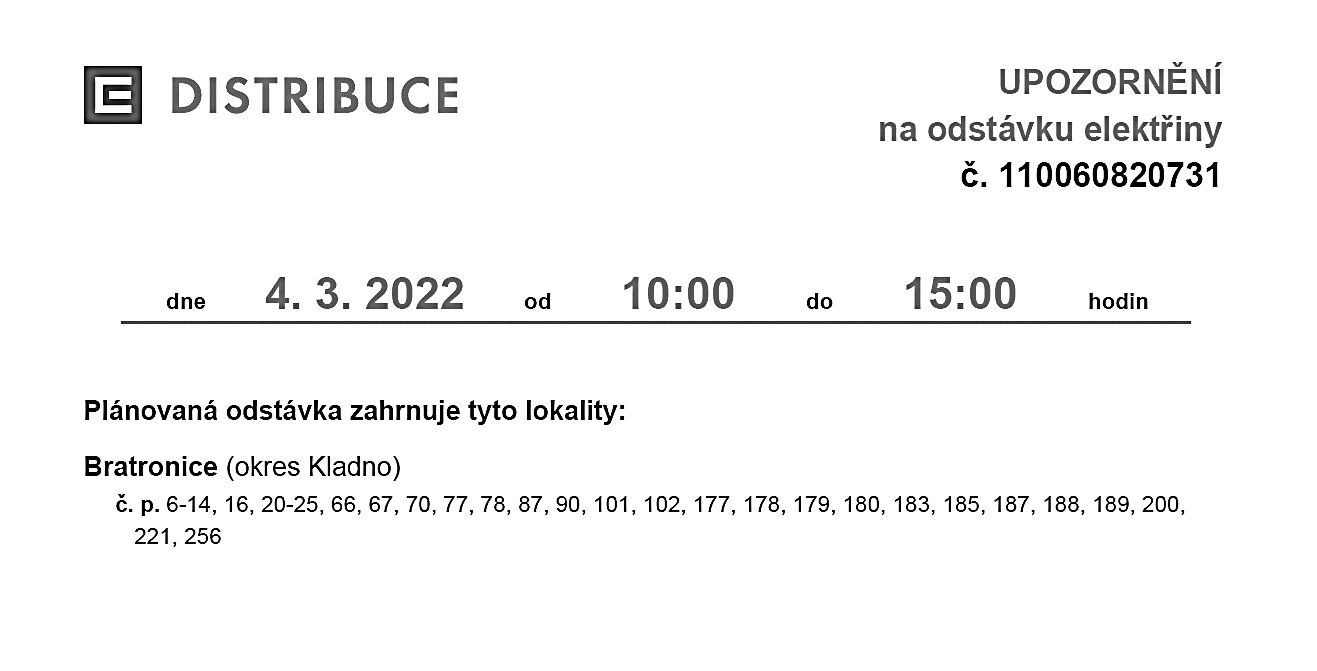 DISTRIBUCE
UPOZORNĚNÍ
na odstávku elektřiny
č. 110060820731
dne 4. 3. 2022 od 10:00 do 15:00 hodin
Plánovaná odstávka zahrnuje tyto lokality:
Bratronice (okres Kladno)
č. p. 6-14, 16, 20-25, 66, 67, 70, 77, 78, 87, 90, 101, 102, 177, 178, 179, 180, 183, 185, 187, 188, 189, 200,
221, 256